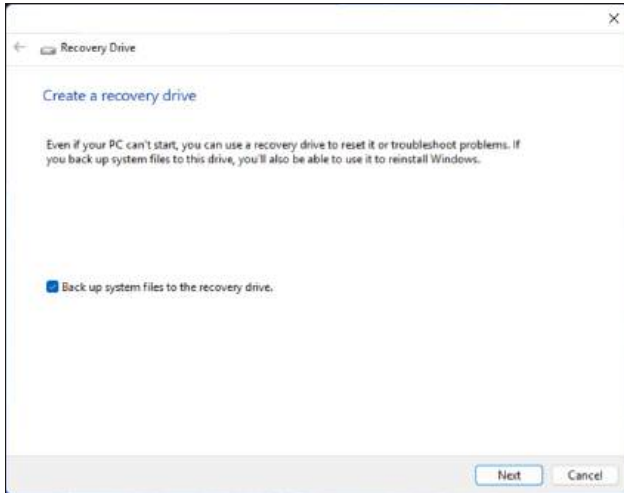 Recovery Drive
Create a recovery drive
Even if your PC can't start, you can use a recovery drive to reset it or troubleshoot problems. If
you back up system files to this drive, you'll also be able to use it to reinstall Windows.
Back up system files to the recovery drive.
Next Cancel